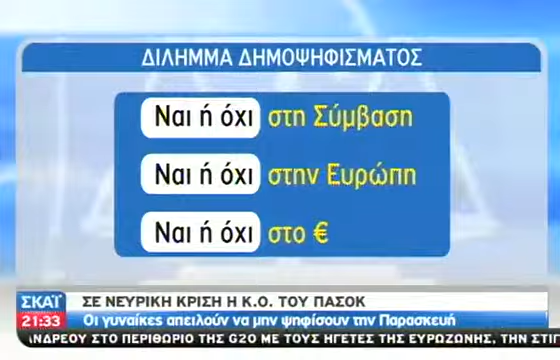 ΔΙΛΗΜΜΑ ΔΗΜΟΨΗΦΙΣΜΑΤΟΣ
Ναι ή όχι στη Σύμβαση
Ναι ή όχι στην Ευρώπη
Ναι ή όχι στο €
ΣΚΑΪ ΣΕ ΝΕΥΡΙΚΗ ΚΡΙΣΗ Η Κ.Ο. ΤΟΥ ΠΑΣΟΚ
21:33 Οι γυναίκες απειλούν να μην ψηφίσουν την Παρασκευή
ΑΝΔΡΕΟΥ ΣΤΟ ΠΕΡΙΘΩΡΙΟ ΤΗΣ G20 ΜΕ ΤΟΥΣ ΗΓΕΤΕΣ ΤΗΣ ΕΥΡΩΖΩΝΗΣ, ΤΗΝ ΣΤΙ